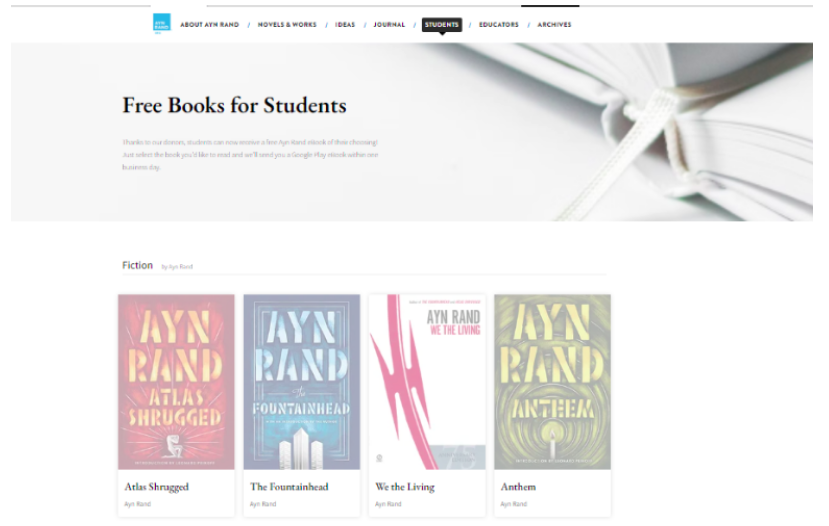 AYN
RAND
ABOUT AYN RAND / NOVELS & WORKS / IDEAS / JOURNAL / STUDENTS / EDUCATORS / ARCHIVES
Free Books for Students
Thanks to our donors, students can now receive a free Ayn Rand ebook of their choosing!
Just select the book you'd like to read and we'll send you a Google Play ebook within one
business day.
Fiction by Ayn Rand
AYN
RAND
ATLAS
SHRUGGED
INTRODUCTION BY LEONARD PEIKOFF
Atlas Shrugged
Ayn Rand
AYN
RAND
The
FOUNTAINHEAD
The Fountainhead
Ayn Rand
AYN RAND
WE THE LIVING
We the Living
Ayn Rand
AYN
RAND
ANTHEM
Anthem
Ayn Rand